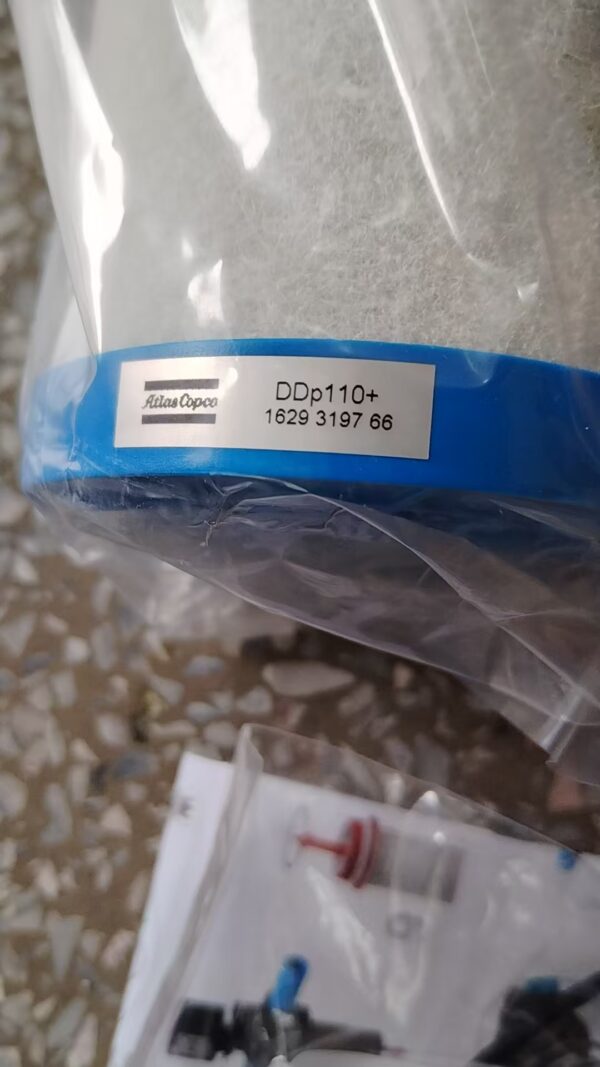 Atlas Copco
DDp110+
1629 3197 66